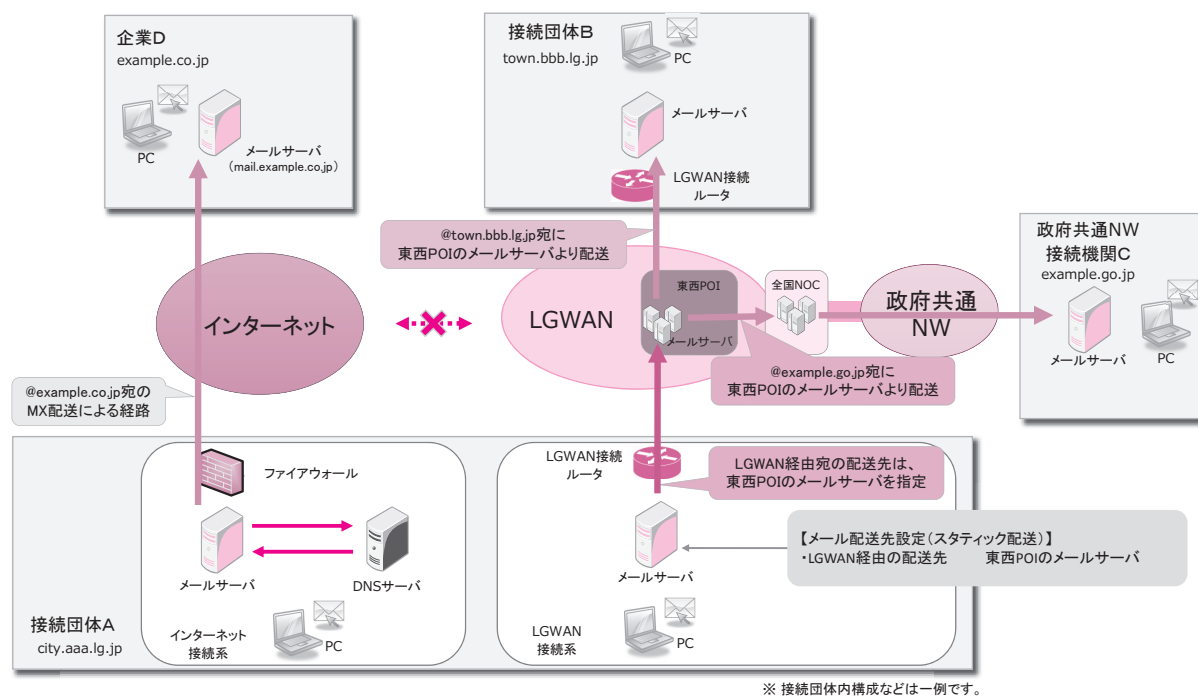 企業D
example.co.jp
PC
メールサーバ
（mail.example.co.jp）
接続団体B
town.bbb.lg.jp
PC
メールサーバ
LGWAN接続
ルータ
@town.bbb.lg.jp宛に
東西POIのメールサーバより配送
政府共通NW
接続機関C
example.go.jp
メールサーバ
PC
インターネット
LGWAN
東西POI
メールサーバ
全国NOC
政府共通
NW
@example.co.jp宛の
MX配送による経路
@example.go.jp宛に
東西POIのメールサーバより配送
ファイアウォール
メールサーバ
DNSサーバ
インターネット
接続系
PC
LGWAN接続
ルータ
LGWAN経由宛の配送先は、
東西POIのメールサーバを指定
メールサーバ
【メール配送先設定（スタティック配送）】
・LGWAN経由の配送先 東西POIのメールサーバ
LGWAN
接続系
PC
接続団体A
city.aaa.lg.jp
※ 接続団体内構成などは一例です。